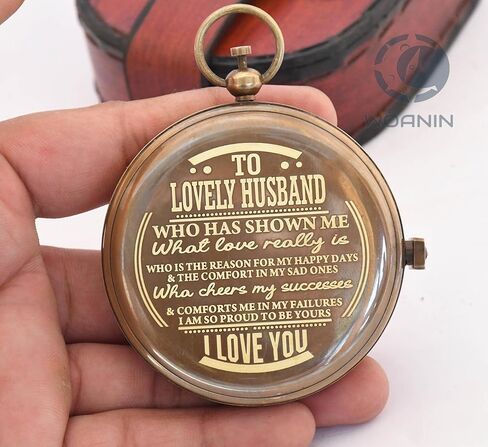 WOANIN
TO
LOVELY HUSBAND
WHO HAS SHOWN ME
What love really is
WHO IS THE REASON FOR MY HAPPY DAYS
& THE COMFORT IN MY SAD ONES
Wha cheers my successes
& COMFORTS ME IN MY FAILURES
I AM SO PROUD TO BE YOURS
I LOVE YOU